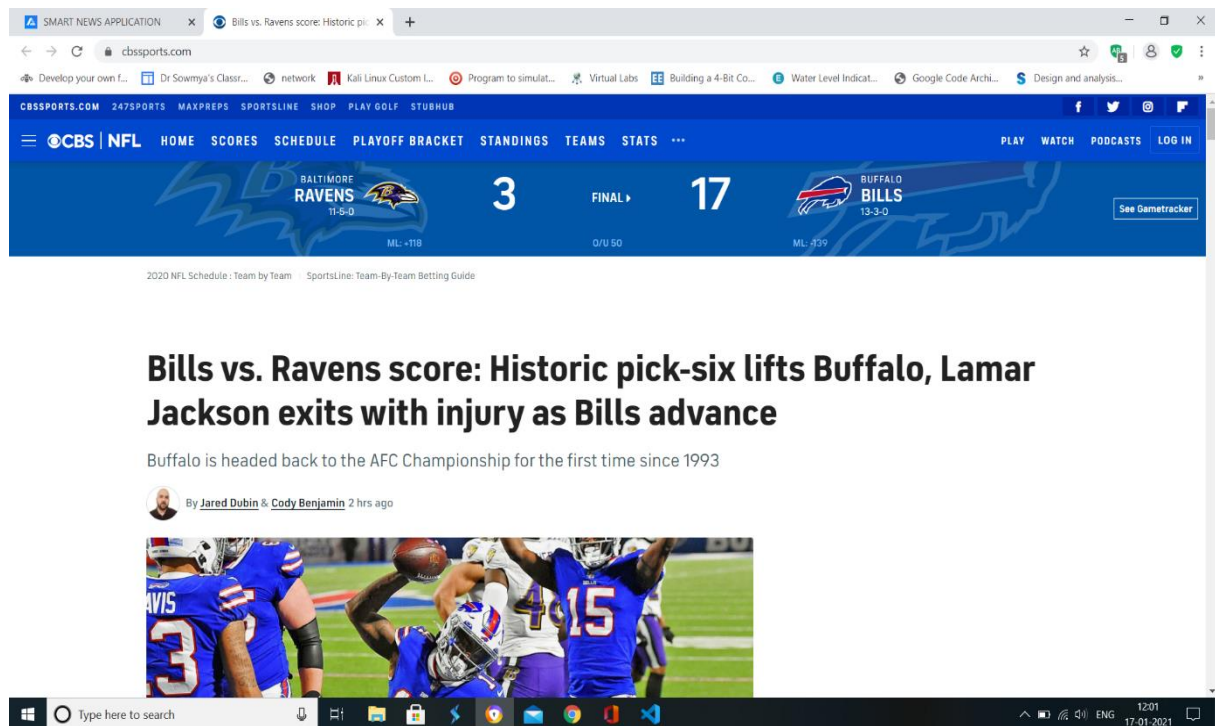 SMART NEWS APPLICATION
Bills vs. Ravens score: Historic pic
cbssports.com
5
Develop your own f...
Dr Sowmya's Classr...
network
Kali Linux Custom I...
Program to simulat...
Virtual Labs
EE Building a 4-Bit Co...
E Water Level Indicat...
Google Code Archi...
S Design and analysis...
CBSSPORTS.COM 247SPORTS MAXPREPS SPORTSLINE SHOP PLAY GOLF STUBHUB
CBS | NFL HOME SCORES SCHEDULE PLAYOFF BRACKET STANDINGS TEAMS STATS ...
PLAY WATCH PODCASTS LOG IN
BALTIMORE
RAVENS
11-5-0
3
FINAL
17
BUFFALO
BILLS
13-3-0
See Gametracker
ML: +118
O/U 50
ML: -139
2020 NFL Schedule : Team by Team
SportsLine: Team-By-Team Betting Guide
Bills vs. Ravens score: Historic pick-six lifts Buffalo, Lamar
Jackson exits with injury as Bills advance
Buffalo is headed back to the AFC Championship for the first time since 1993
By Jared Dubin & Cody Benjamin 2 hrs ago
AVIS
13
15
Type here to search
ENG
12:01
17-01-2021